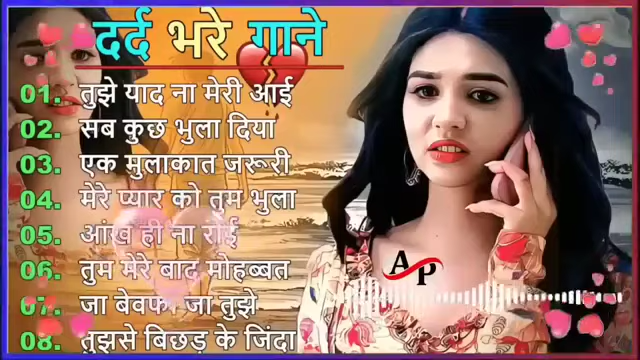 दर्द भरे गाने
01. तुझे याद ना मेरी आई
02. सब कुछ भुला दिया
03. एक मुलाकात जरूरी
04. मेरे प्यार को तुम भुला
05. आंख ही ना रोई
06. तुम मेरे बाद मोहब्बत
07. जा बेवफा जा तुझे
08. तुझसे बिछड़ के जिंदा
AP